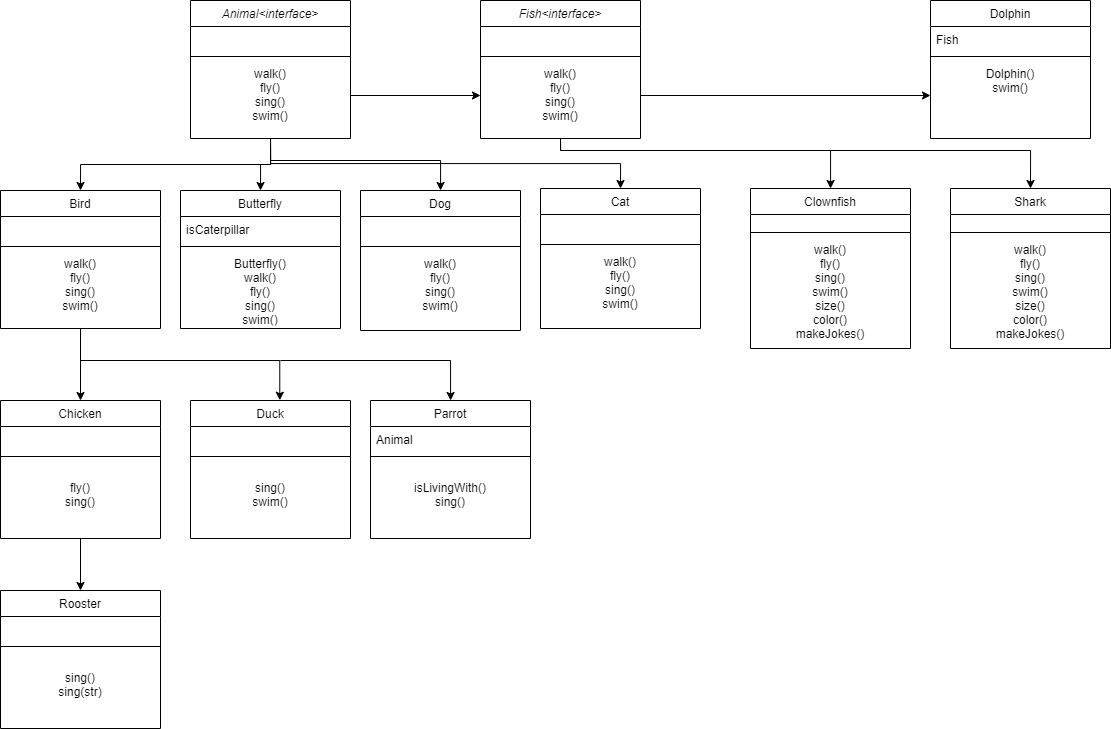 Animal<interface>
walk()
fly()
sing()
swim()
Fish<interface>
walk()
fly()
sing()
swim()
Dolphin
Fish
Dolphin()
swim()
Bird
walk()
fly()
sing()
swim()
Butterfly
isCaterpillar
Butterfly()
walk()
fly()
sing()
swim()
Dog
walk()
fly()
sing()
swim()
Cat
walk()
fly()
sing()
swim()
Clownfish
walk()
fly()
sing()
swim()
size()
color()
makeJokes()
Shark
walk()
fly()
sing()
swim()
size()
color()
makeJokes()
Chicken
fly()
sing()
Duck
sing()
swim()
Parrot
Animal
isLivingWith()
sing()
Rooster
sing()
sing(str)